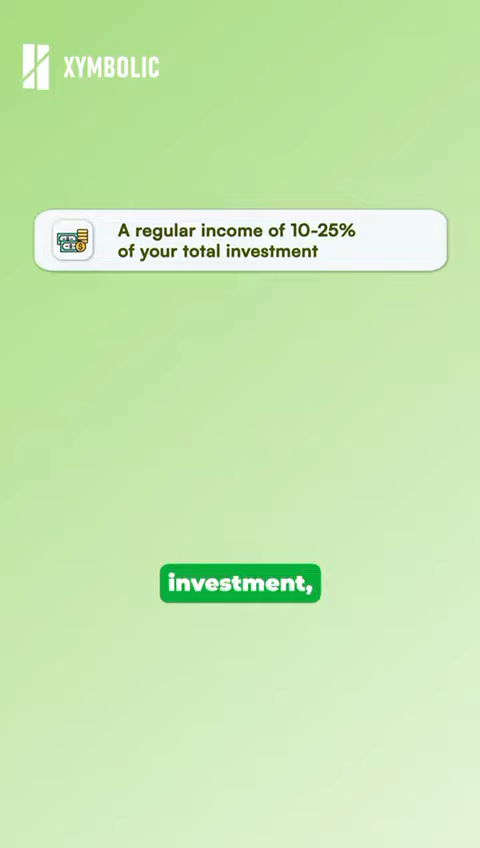 XYMBOLIC
A regular income of 10-25%
of your total investment
investment,